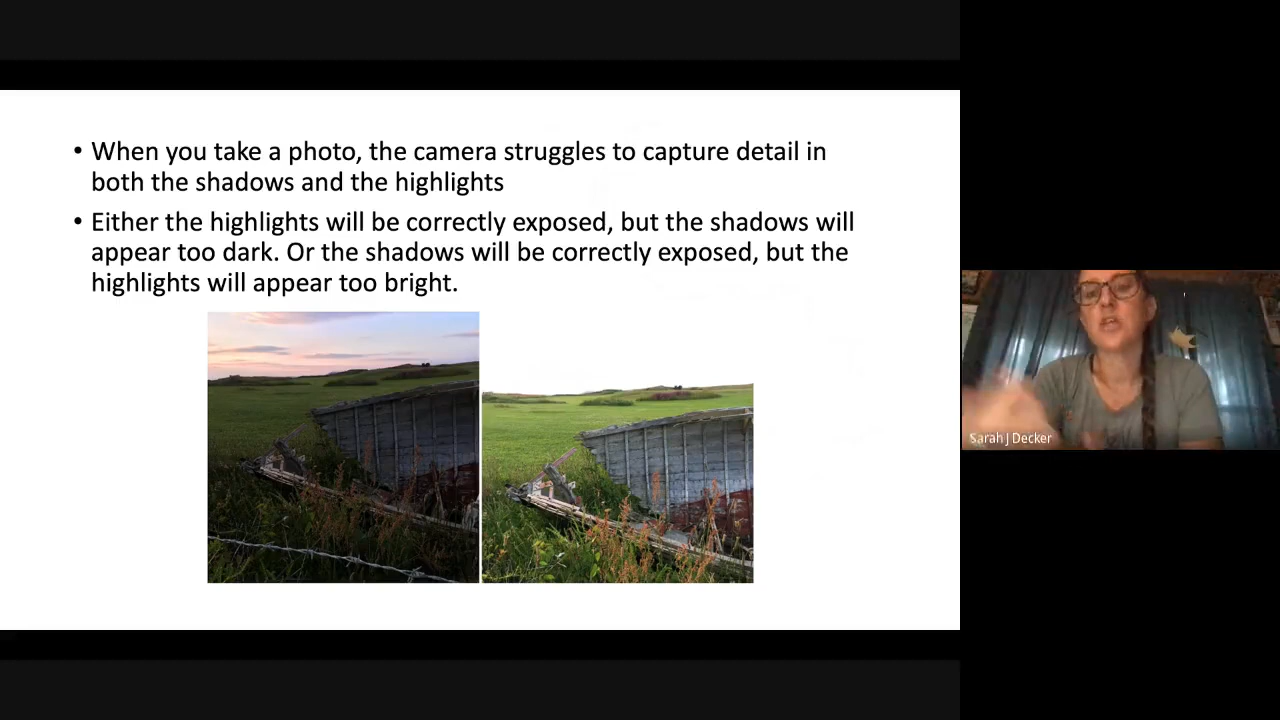 • When you take a photo, the camera struggles to capture detail in
both the shadows and the highlights
• Either the highlights will be correctly exposed, but the shadows will
appear too dark. Or the shadows will be correctly exposed, but the
highlights will appear too bright.
Sarah J Decker